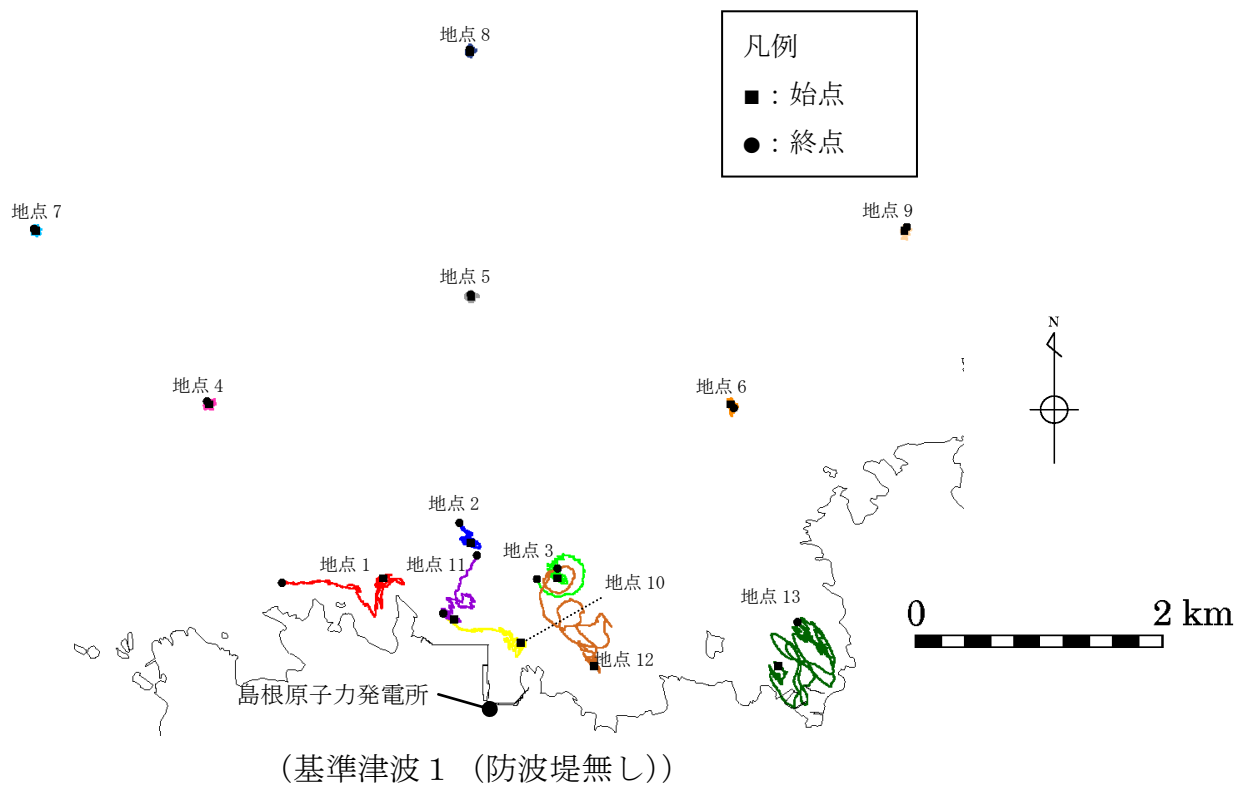 地点 8
凡例
■：始点
●：終点
地点 7
地点 9
地点 5
N
地点 4
地点 6
地点 2
地点 1
地点 11
地点 3
地点 10
地点 13
0 2 km
地点 12
島根原子力発電所
（基準津波１（防波堤無し））